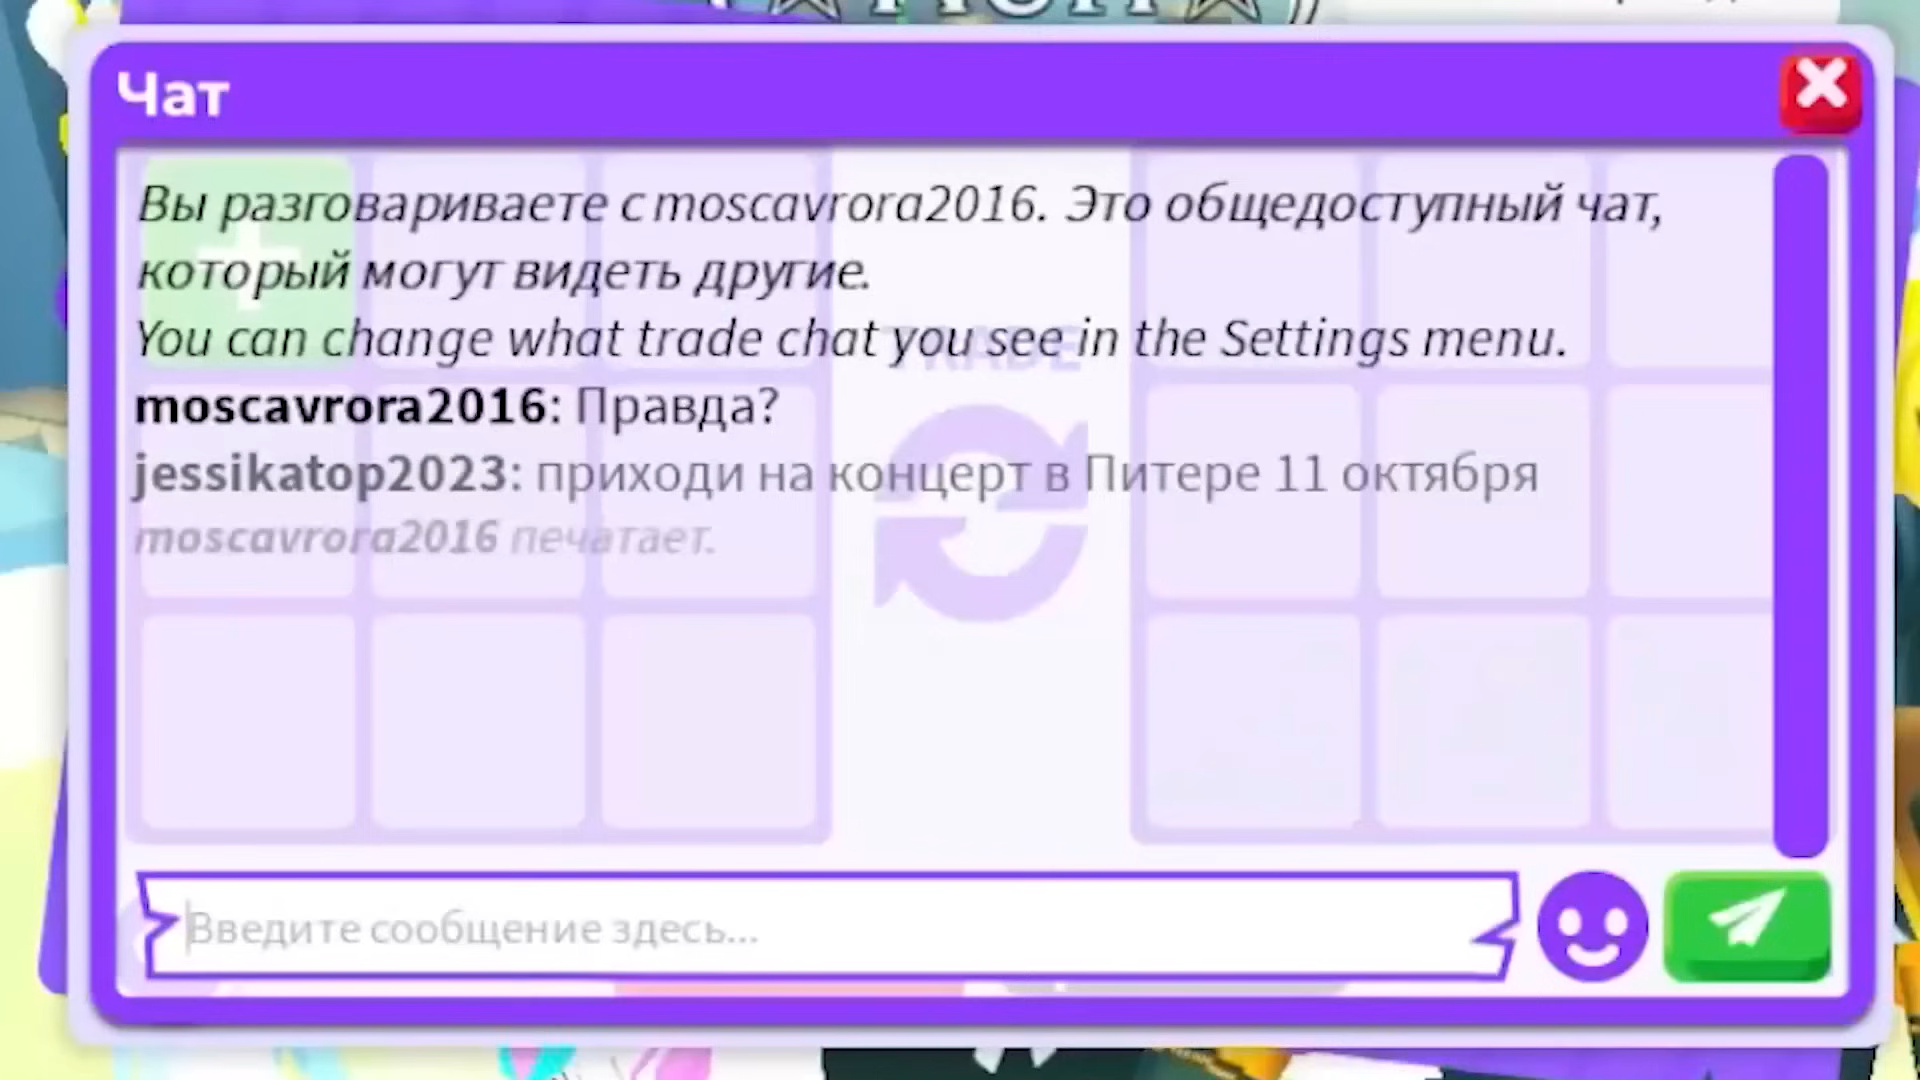 Чат
Вы разговариваете с moscavrora2016. Это общедоступный чат,
который могут видеть другие.
You can change what trade chat you see in the Settings menu.
moscavrora2016: Правда?
jessikatop2023: приходи на концерт в Питере 11 октября
moscavrora2016 печатает.
TRADE
Введите сообщение здесь...